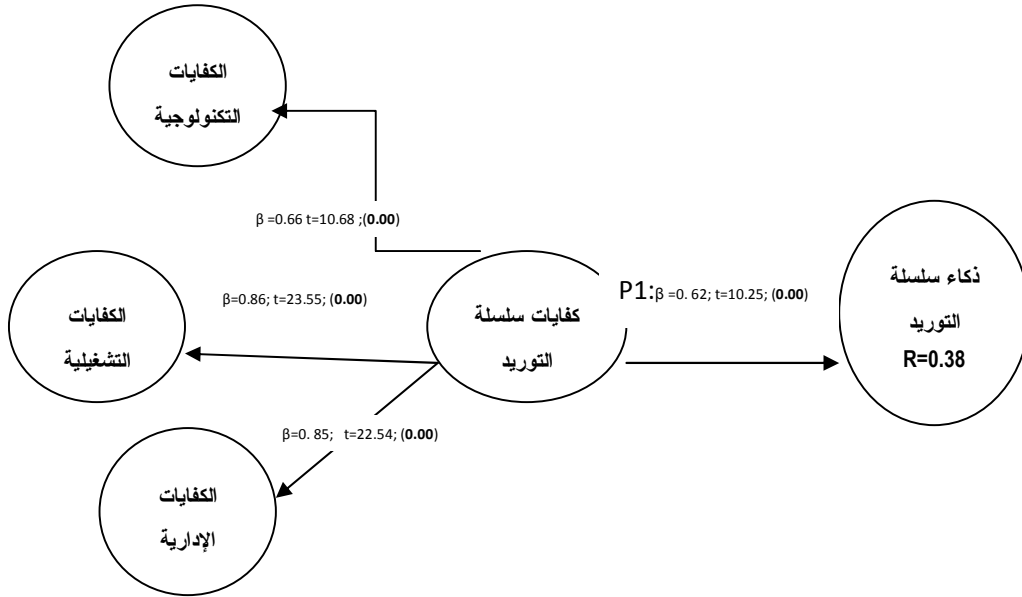 الكفايات
التكنولوجية
β =0.66 t=10.68 ;(0.00)
β=0.86; t=23.55; (0.00)
الكفايات
التشغيلية
كفايات سلسلة
التوريد
P1:β =0. 62; t=10.25; (0.00)
ذكاء سلسلة
التوريد
R=0.38
β=0. 85; t=22.54; (0.00)
الكفايات
الإدارية